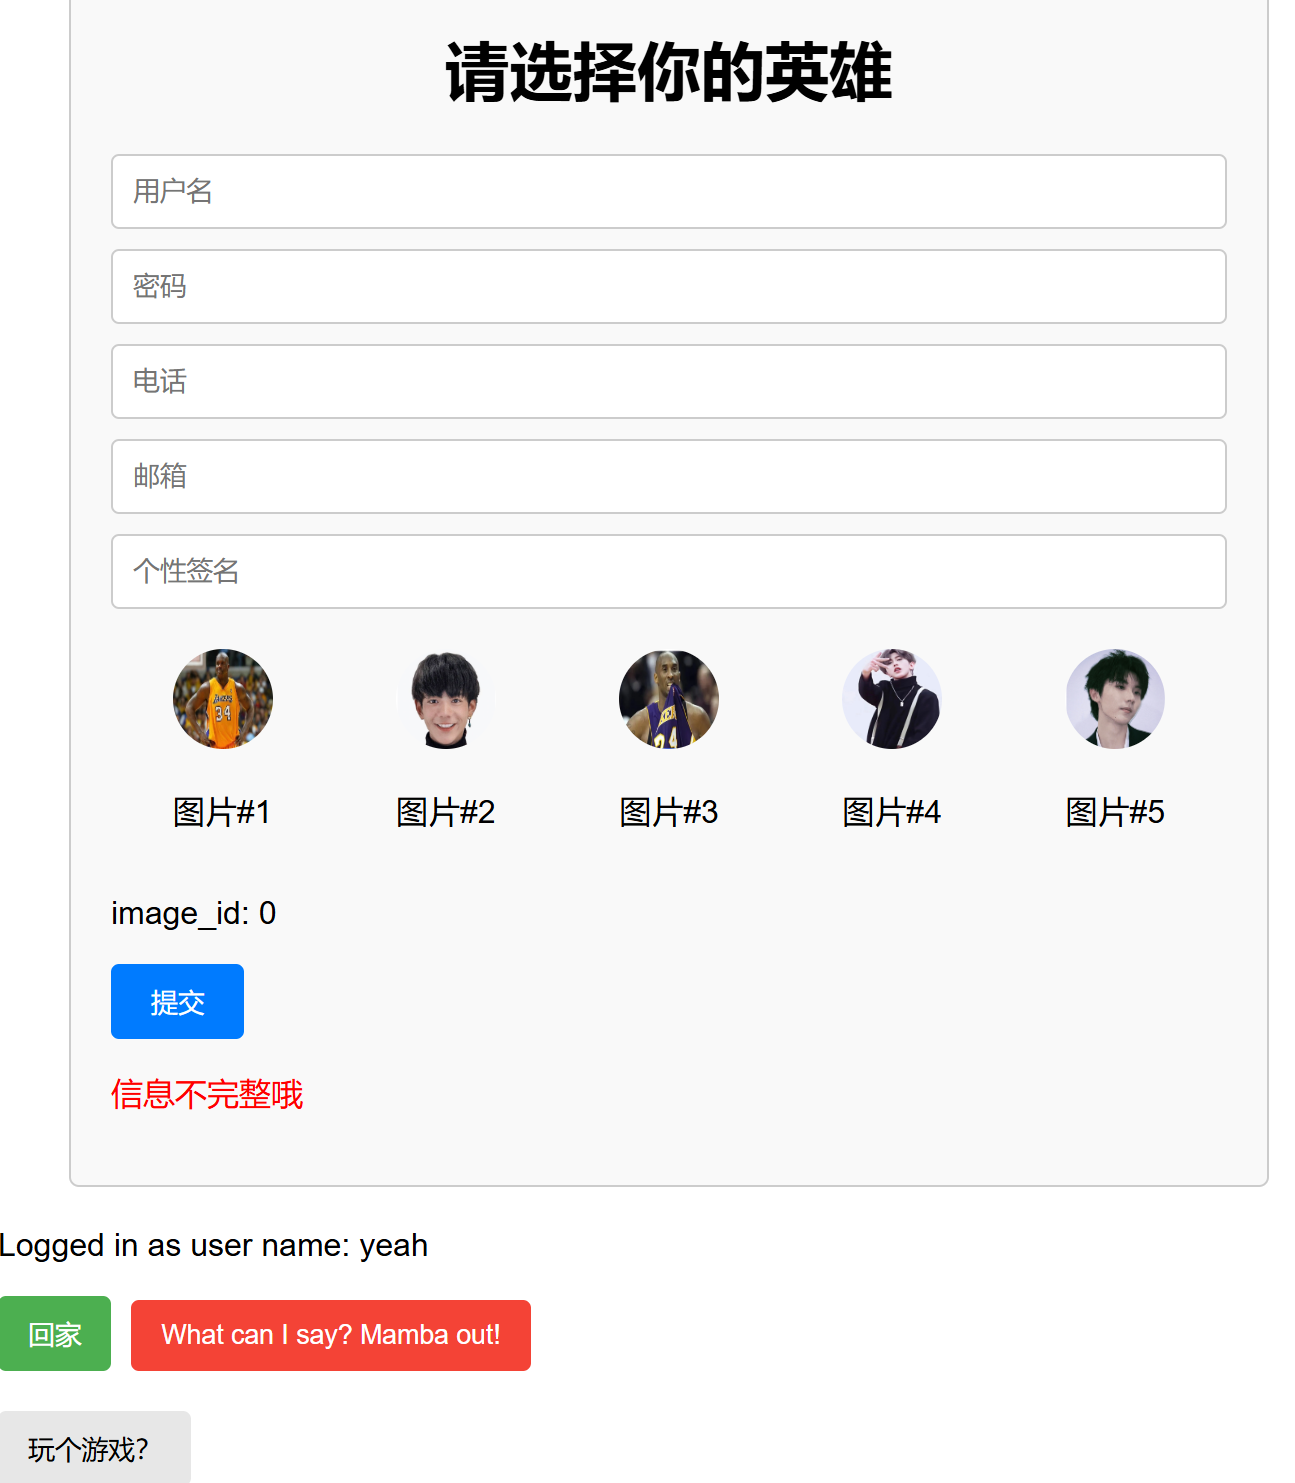 请选择你的英雄
用户名
密码
电话
邮箱
个性签名
LAKERS
34
24
图片#1 图片#2 图片#3 图片#4 图片#5
image_id: 0
提交
信息不完整哦
Logged in as user name: yeah
回家 What can I say? Mamba out!
玩个游戏?